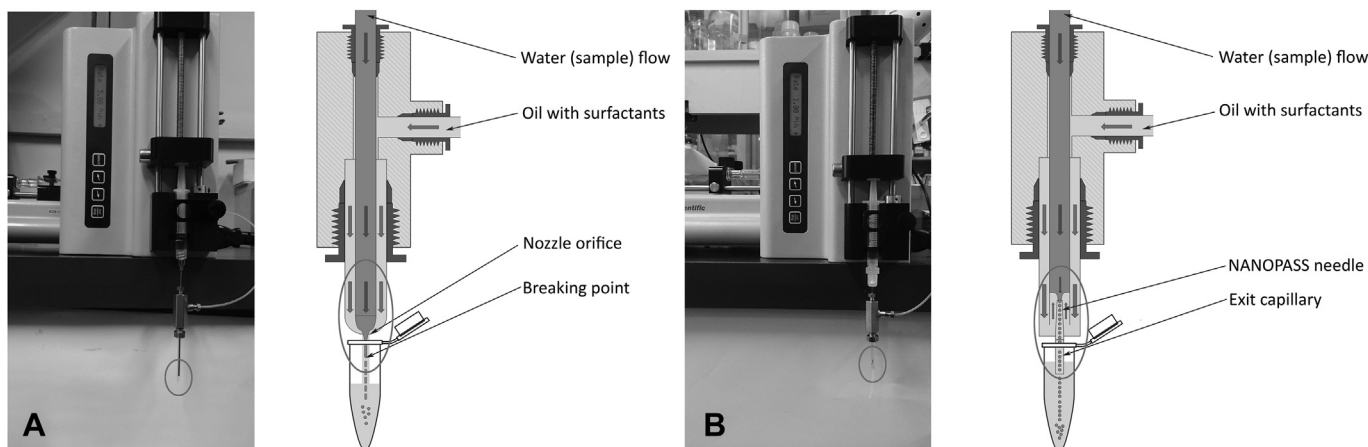 Water (sample) flow
Oil with surfactants
Nozzle orifice
Breaking point
A
Water (sample) flow
Oil with surfactants
NANOPASS needle
Exit capillary
B